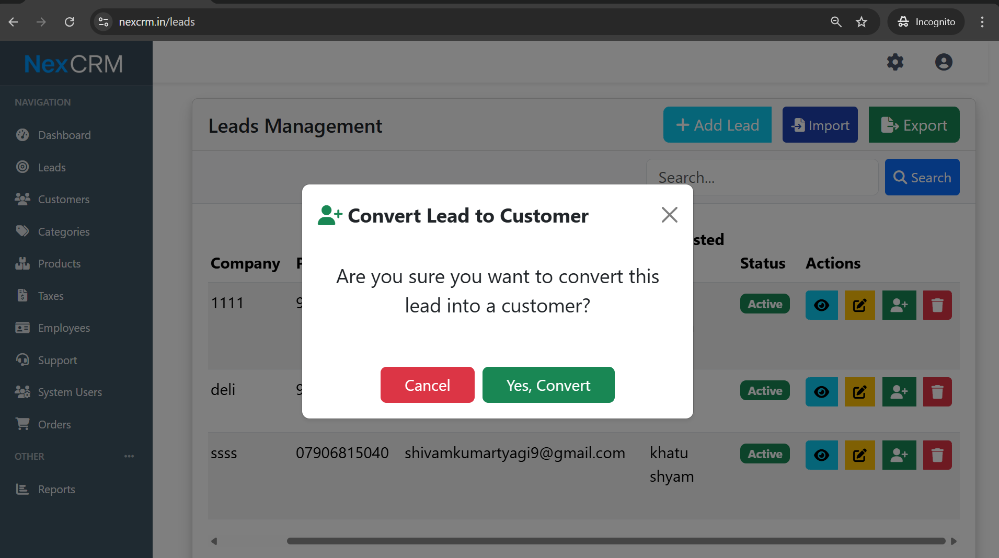 nexcrm.in/leads
Incognito
NexCRM
NAVIGATION
Dashboard
Leads
Customers
Categories
Products
Taxes
Employees
Support
System Users
Orders
OTHER
Reports
Leads Management
Add Lead
Import
Export
Search...
Search
Convert Lead to Customer
Are you sure you want to convert this
lead into a customer?
Cancel
Yes, Convert
sted
Company
Status
Actions
1111
9
Active
deli
9
Active
ssss
07906815040
shivamkumartyagi9@gmail.com
khatu
shyam
Active